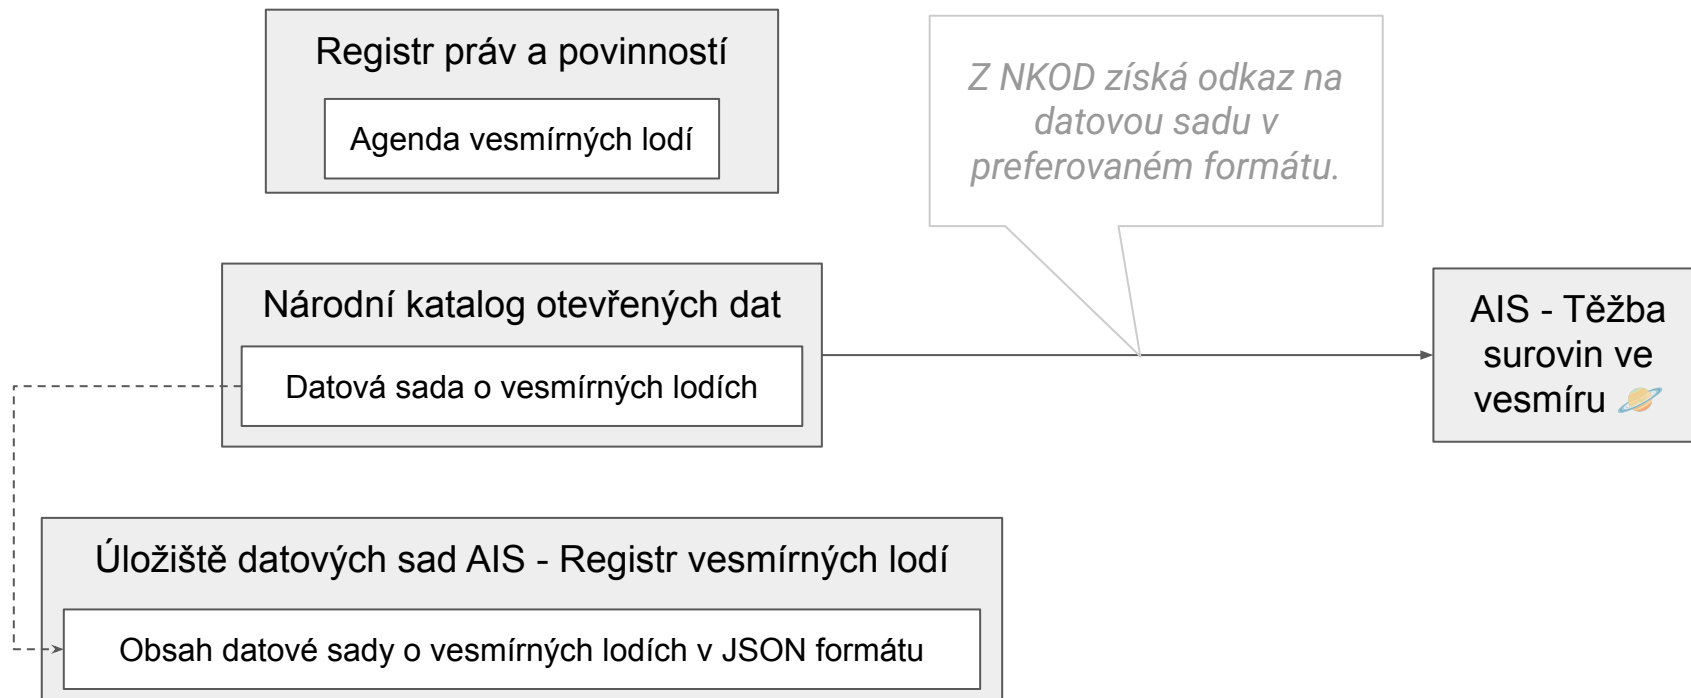 Registr práv a povinností
Agenda vesmírných lodí
Z NKOD získá odkaz na
datovou sadu v
preferovaném formátu.
Národní katalog otevřených dat
Datová sada o vesmírných lodích
AIS - Těžba
surovin ve
vesmíru 🪐
Úložiště datových sad AIS - Registr vesmírných lodí
Obsah datové sady o vesmírných lodích v JSON formátu